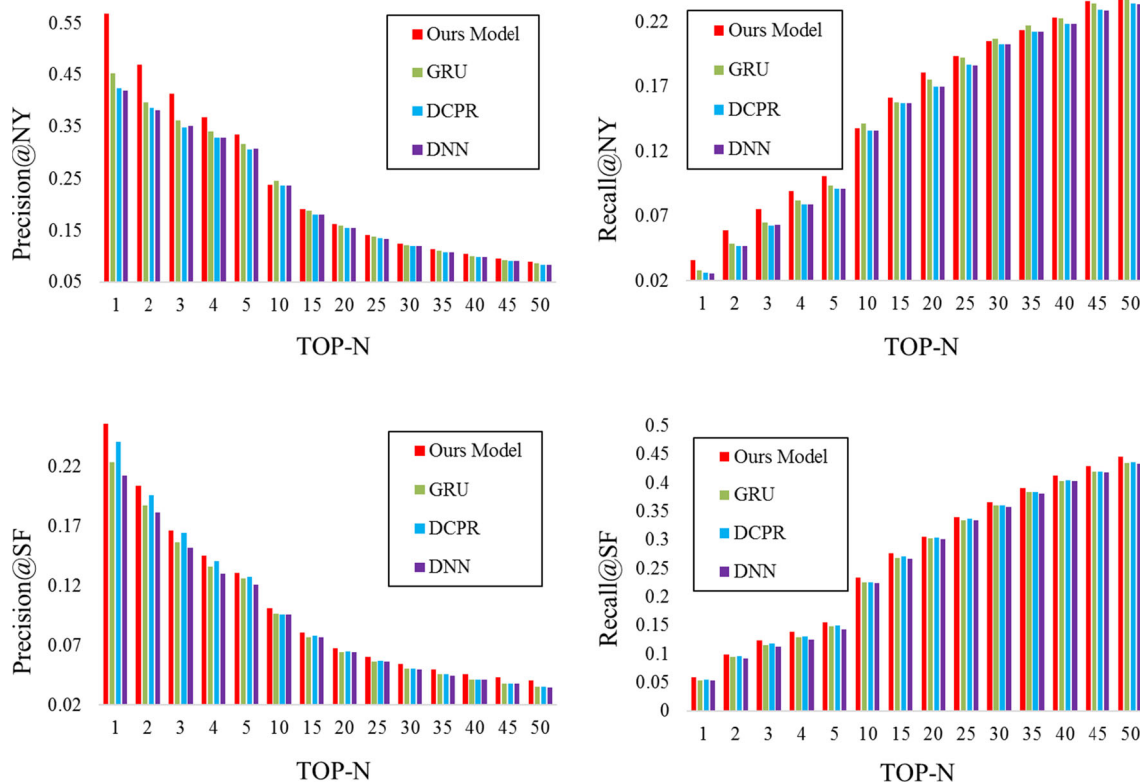 Precision@NY
0.55
0.45
0.35
0.25
0.15
0.05
Ours Model
GRU
DCPR
DNN
1 2 3 4 5 10 15 20 25 30 35 40 45 50
TOP-N
Recall@NY
0.22
0.17
0.12
0.07
0.02
Ours Model
GRU
DCPR
DNN
1 2 3 4 5 10 15 20 25 30 35 40 45 50
TOP-N
Precision@SF
0.22
0.17
0.12
0.07
0.02
Ours Model
GRU
DCPR
DNN
1 2 3 4 5 10 15 20 25 30 35 40 45 50
TOP-N
Recall@SF
0.5
0.45
0.4
0.35
0.3
0.25
0.2
0.15
0.1
0.05
0
Ours Model
GRU
DCPR
DNN
1 2 3 4 5 10 15 20 25 30 35 40 45 50
TOP-N